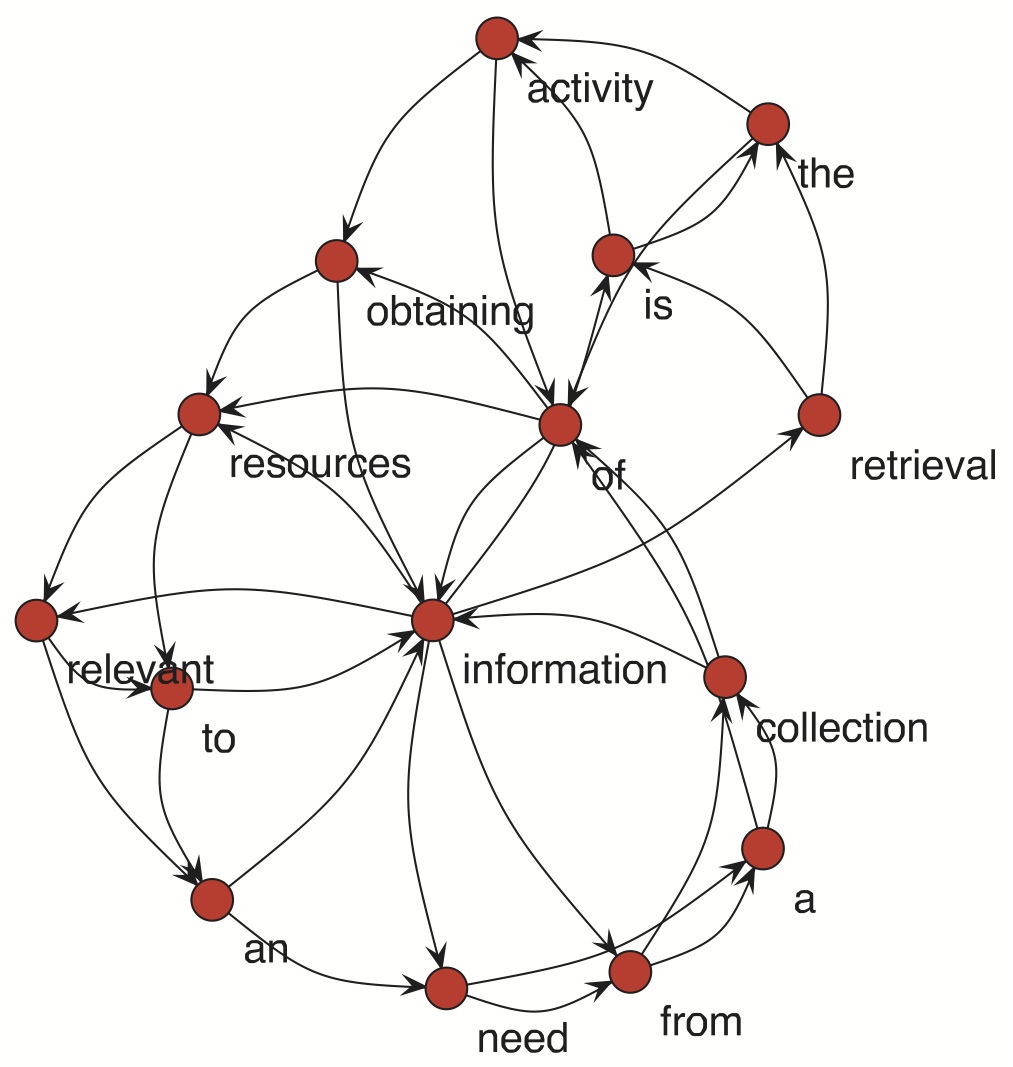 activity
the
is
obtaining
resources
of
retrieval
relevant
information
to
collection
a
an
from
need